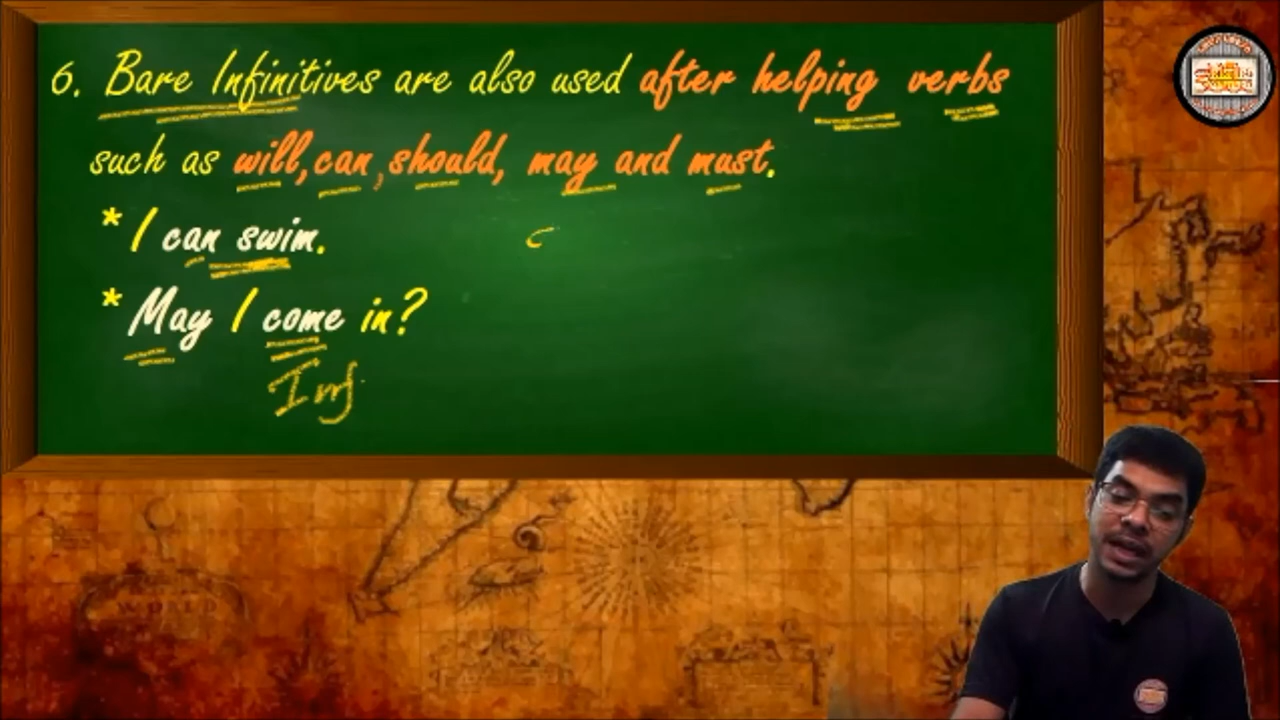 6. Bare Infinitives are also used after helping verbs
such as will, can, should, may and must.
* I can swim.
* May I come in?
WORLD